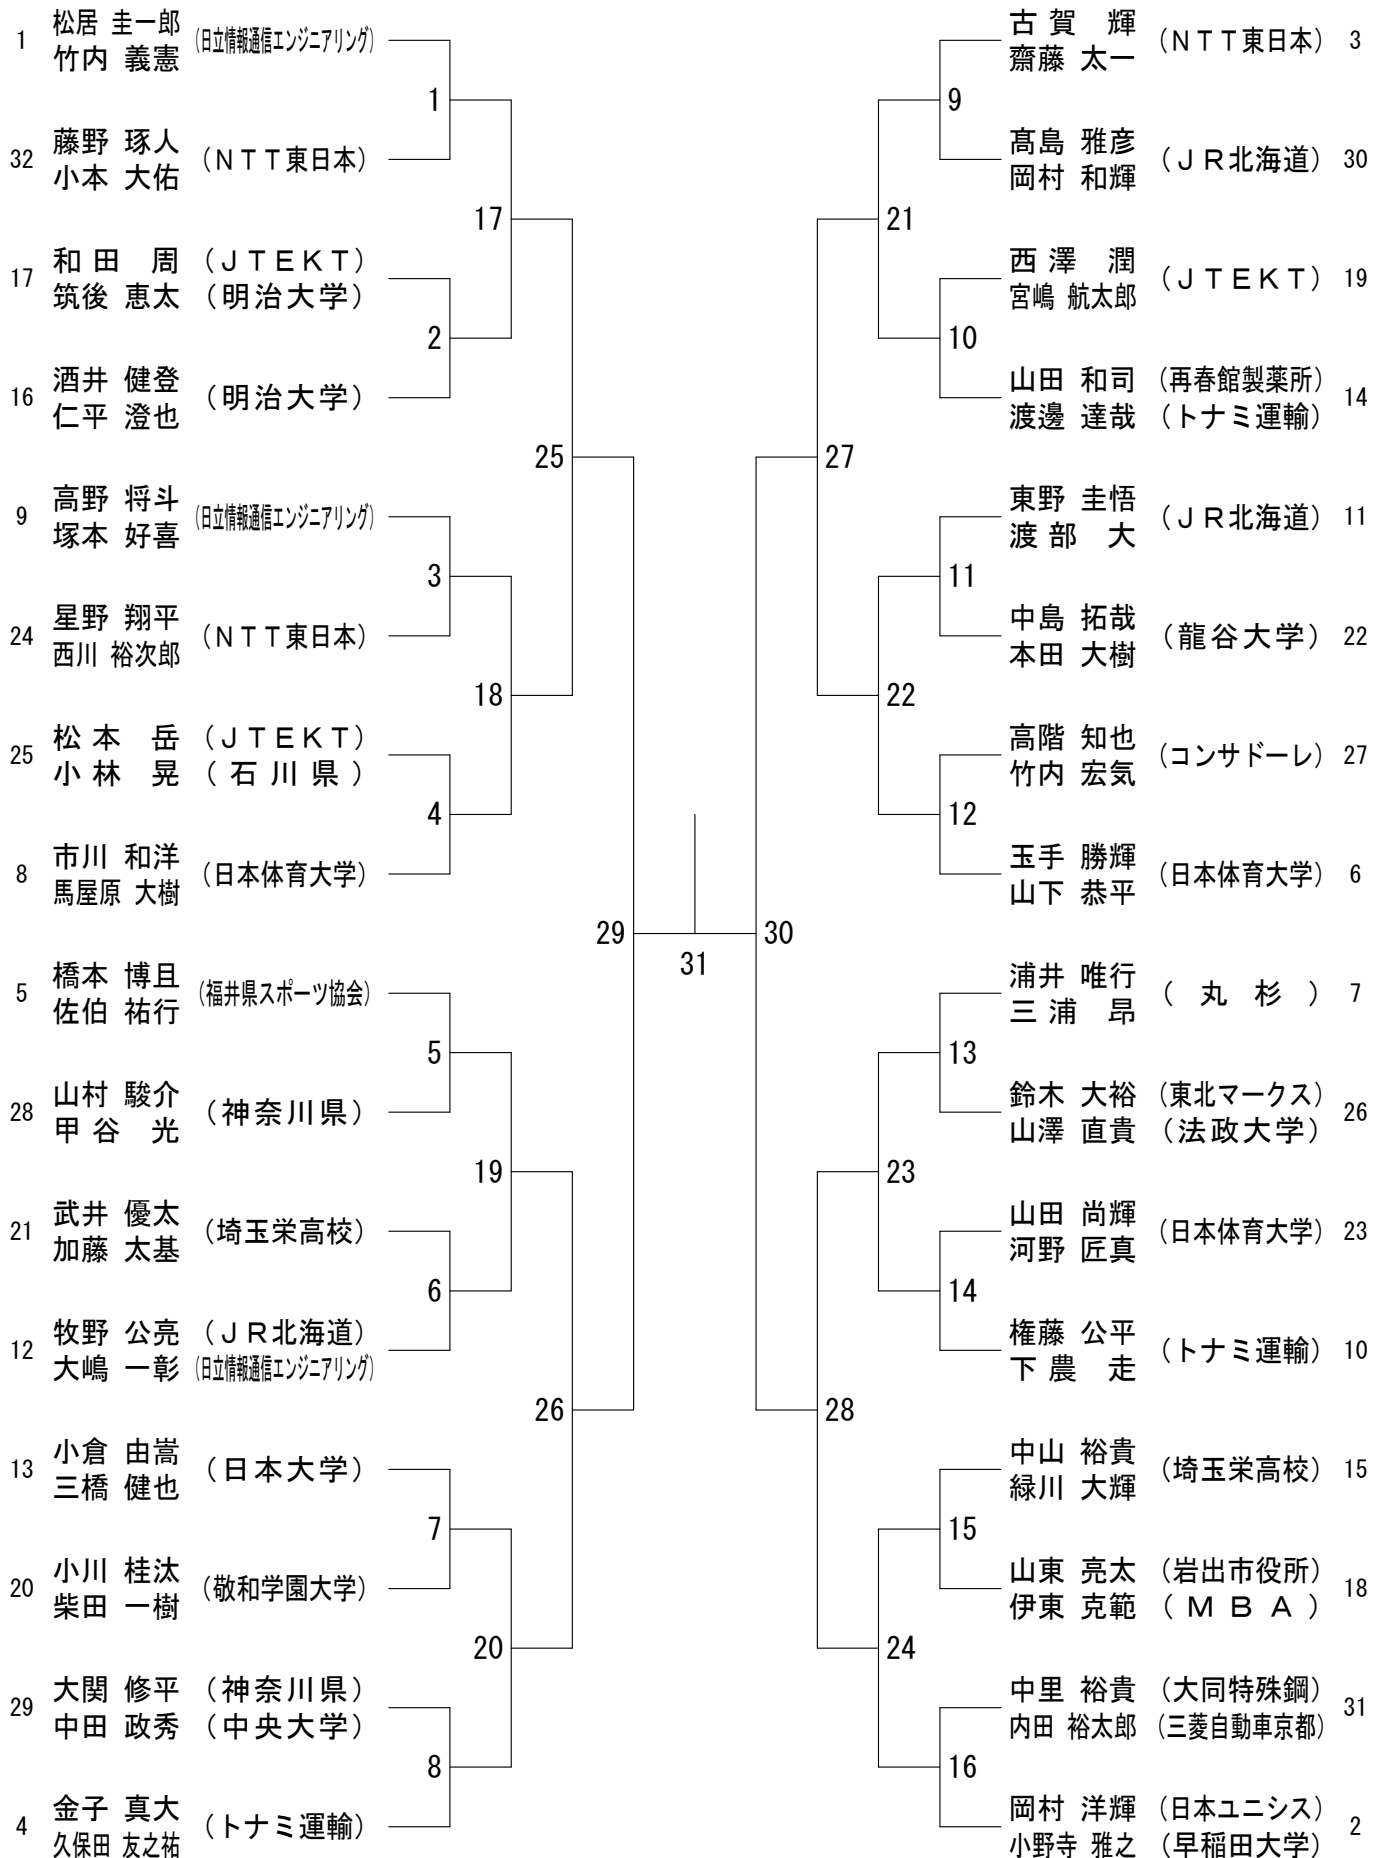 1 松居 圭一郎 (日立情報通信エンジニアリング)
竹内 義憲
1
32 藤野 琢人 (ＮＴＴ東日本)
小本 大佑
17
17 和田 周 (ＪＴＥＫＴ)
筑後 恵太 (明治大学)
2
16 酒井 健登 (明治大学)
仁平 澄也
25
9 高野 将斗 (日立情報通信エンジニアリング)
塚本 好喜
3
24 星野 翔平 (ＮＴＴ東日本)
西川 裕次郎
18
25 松本 岳 (ＪＴＥＫＴ)
小林 晃 (石川県)
4
8 市川 和洋 (日本体育大学)
馬屋原 大樹
29
5 橋本 博且 (福井県スポーツ協会)
佐伯 祐行
5
28 山村 駿介 (神奈川県)
甲谷 光
19
21 武井 優太 (埼玉栄高校)
加藤 太基
6
12 牧野 公亮 (ＪＲ北海道)
大嶋 一彰 (日立情報通信エンジニアリング)
26
13 小倉 由嵩 (日本大学)
三橋 健也
7
20 小川 桂汰 (敬和学園大学)
柴田 一樹
20
29 大関 修平 (神奈川県)
中田 政秀 (中央大学)
8
4 金子 真大 (トナミ運輸)
久保田 友之祐
31
古賀 輝 (ＮＴＴ東日本) 3
齋藤 太一
9
髙島 雅彦 (ＪＲ北海道) 30
岡村 和輝
21
西澤 潤 (ＪＴＥＫＴ) 19
宮嶋 航太郎
10
山田 和司 (再春館製薬所) 14
渡邊 達哉 (トナミ運輸)
27
東野 圭悟 (ＪＲ北海道) 11
渡部 大
11
中島 拓哉 (龍谷大学) 22
本田 大樹
22
高階 知也 (コンサドーレ) 27
竹内 宏気
12
玉手 勝輝 (日本体育大学) 6
山下 恭平
30
浦井 唯行 (丸杉) 7
三浦 昂
13
鈴木 大裕 (東北マークス) 26
山澤 直貴 (法政大学)
23
山田 尚輝 (日本体育大学) 23
河野 匠真
14
権藤 公平 (トナミ運輸) 10
下農 走
28
中山 裕貴 (埼玉栄高校) 15
緑川 大輝
15
山東 亮太 (岩出市役所) 18
伊東 克範 (ＭＢＡ)
24
中里 裕貴 (大同特殊鋼) 31
内田 裕太郎 (三菱自動車京都)
16
岡村 洋輝 (日本ユニシス) 2
小野寺 雅之 (早稲田大学)